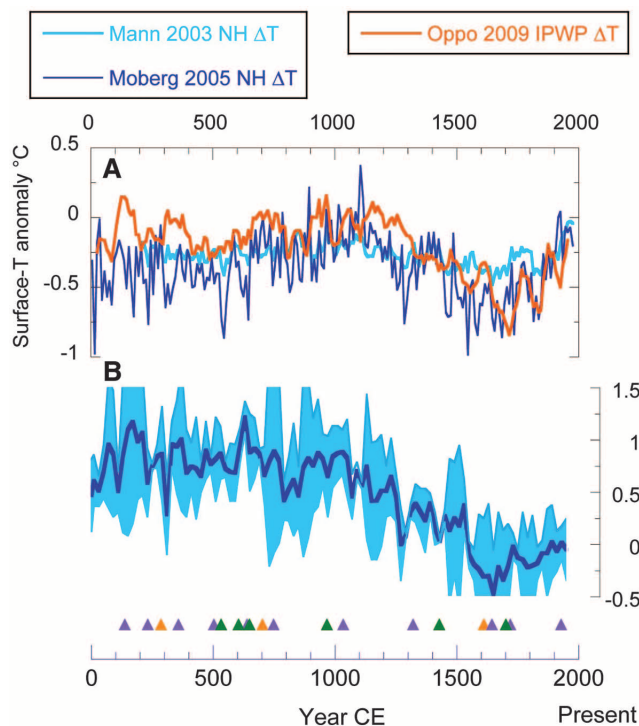 Mann 2003 NH ΔT
Moberg 2005 NH ΔT
Oppo 2009 IPWP ΔT
0 500 1000 1500 2000
A
0.5
0
-0.5
-1
Surface-T anomaly °C
B
1.5
1
0.5
0
-0.5
0 500 1000 1500 2000
Year CE Present